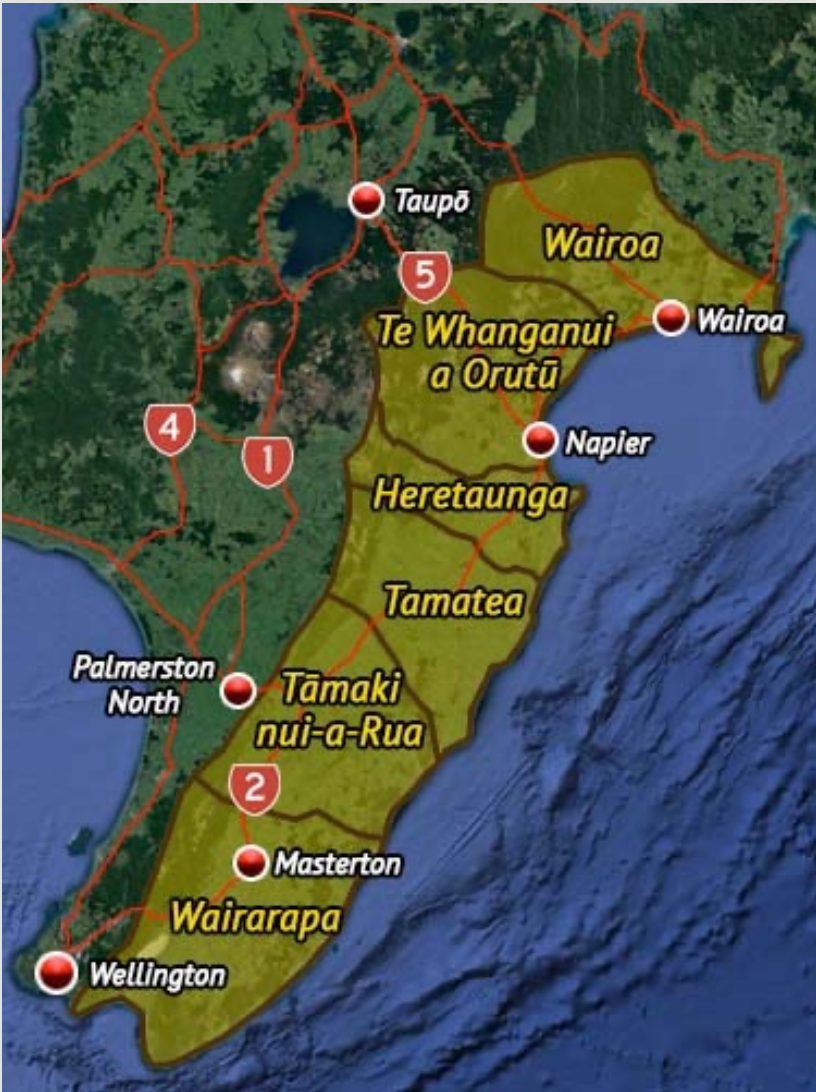 Taupō
Wairoa
5
Wairoa
Te Whanganui
a Orutū
4
1
Napier
Heretaunga
Tamatea
Palmerston
North
Tāmaki
nui-a-Rua
2
Masterton
Wairarapa
Wellington